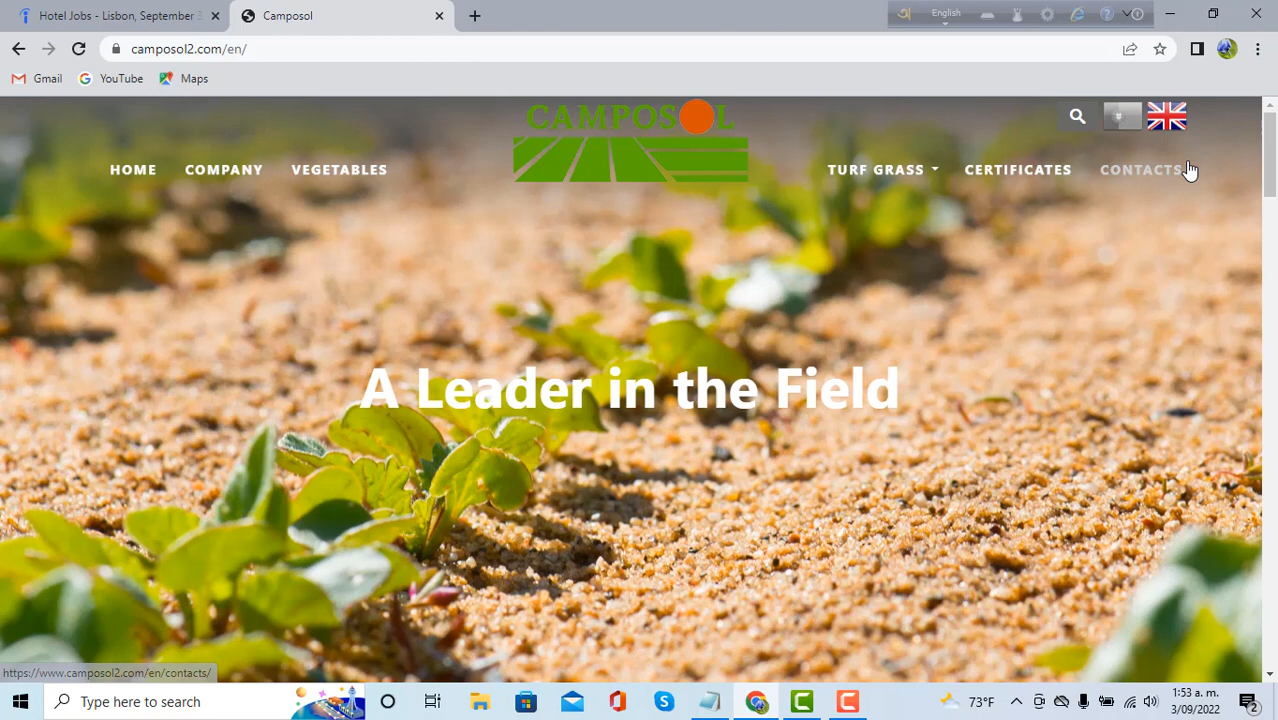 Hotel Jobs - Lisbon, September 3
Camposol
English
camposol2.com/en/
Gmail
YouTube
Maps
CAMPOSOL
HOME
COMPANY
VEGETABLES
TURF GRASS
CERTIFICATES
CONTACTS
A Leader in the Field
https://www.camposol2.com/en/contacts/
Type here to search
73°F
1:53 a. m.
3/09/2022
2